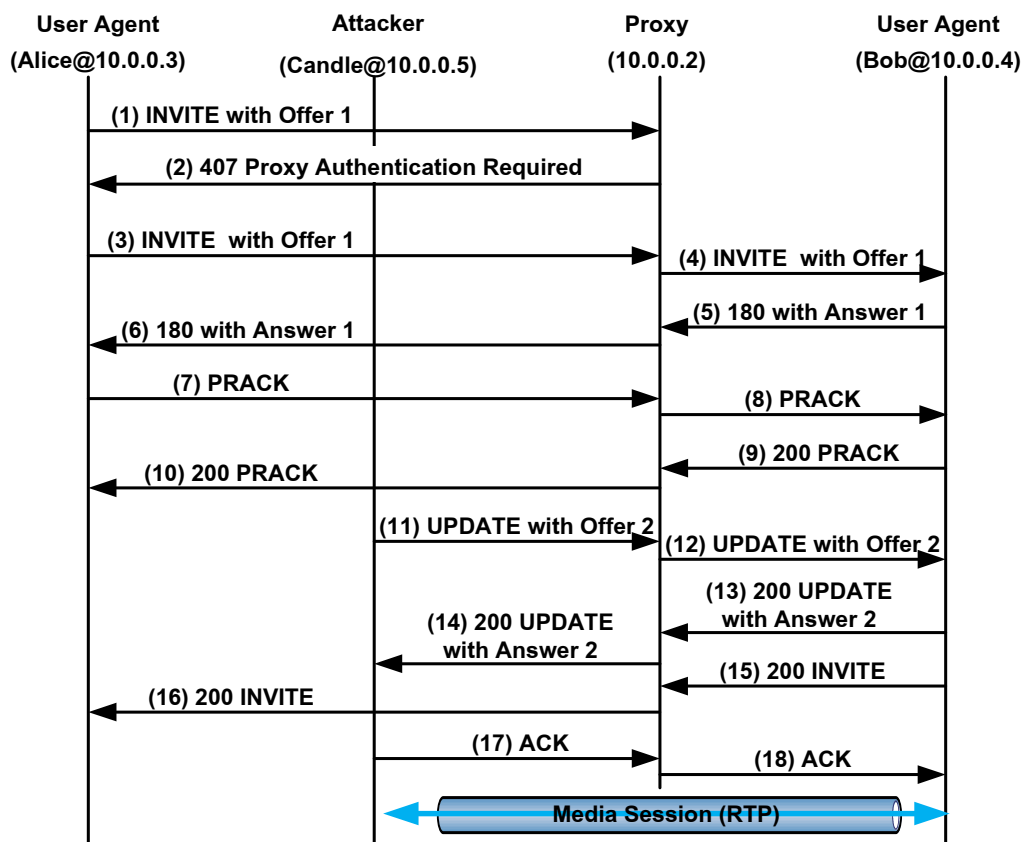 User Agent
(Alice@10.0.0.3)
Attacker
(Candle@10.0.0.5)
Proxy
(10.0.0.2)
User Agent
(Bob@10.0.0.4)
(1) INVITE with Offer 1
(2) 407 Proxy Authentication Required
(3) INVITE with Offer 1
(4) INVITE with Offer 1
(5) 180 with Answer 1
(6) 180 with Answer 1
(7) PRACK
(8) PRACK
(9) 200 PRACK
(10) 200 PRACK
(11) UPDATE with Offer 2
(12) UPDATE with Offer 2
(13) 200 UPDATE
with Answer 2
(14) 200 UPDATE
with Answer 2
(15) 200 INVITE
(16) 200 INVITE
(17) ACK
(18) ACK
Media Session (RTP)